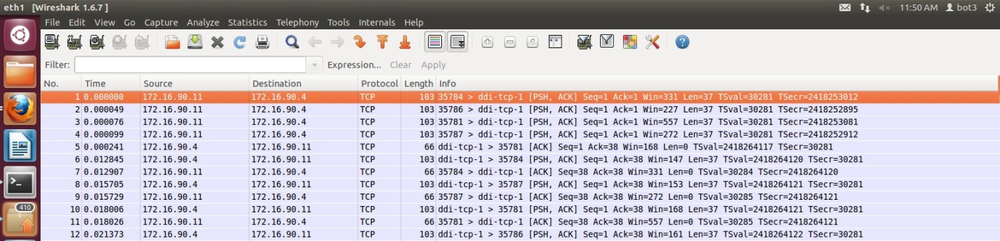 eth1 [Wireshark 1.6.7 ] 11:50 AM bot3
File Edit View Go Capture Analyze Statistics Telephony Tools Internals Help
Filter: Expression... Clear Apply
No. Time Source Destination Protocol Length Info
1 0.000000 172.16.90.11 172.16.90.4 TCP 103 35784 > ddi-tcp-1 [PSH, ACK] Seq=1 Ack=1 Win=331 Len=37 TSval=30281 TSecr=2418253012
2 0.000049 172.16.90.11 172.16.90.4 TCP 103 35786 > ddi-tcp-1 [PSH, ACK] Seq=1 Ack=1 Win=227 Len=37 TSval=30281 TSecr=2418252895
3 0.000076 172.16.90.11 172.16.90.4 TCP 103 35781 > ddi-tcp-1 [PSH, ACK] Seq=1 Ack=1 Win=557 Len=37 TSval=30281 TSecr=2418253081
4 0.000099 172.16.90.11 172.16.90.4 TCP 103 35787 > ddi-tcp-1 [PSH, ACK] Seq=1 Ack=1 Win=272 Len=37 TSval=30281 TSecr=2418252912
5 0.000241 172.16.90.4 172.16.90.11 TCP 66 ddi-tcp-1 > 35781 [ACK] Seq=1 Ack=38 Win=168 Len=0 TSval=2418264117 TSecr=30281
6 0.012845 172.16.90.4 172.16.90.11 TCP 103 ddi-tcp-1 > 35784 [PSH, ACK] Seq=1 Ack=38 Win=147 Len=37 TSval=2418264120 TSecr=30281
7 0.012907 172.16.90.11 172.16.90.4 TCP 66 35784 > ddi-tcp-1 [ACK] Seq=38 Ack=38 Win=331 Len=0 TSval=30284 TSecr=2418264120
8 0.015705 172.16.90.4 172.16.90.11 TCP 103 ddi-tcp-1 > 35787 [PSH, ACK] Seq=1 Ack=38 Win=153 Len=37 TSval=2418264121 TSecr=30281
9 0.015729 172.16.90.11 172.16.90.4 TCP 66 35787 > ddi-tcp-1 [ACK] Seq=38 Ack=38 Win=272 Len=0 TSval=30285 TSecr=2418264121
10 0.018006 172.16.90.4 172.16.90.11 TCP 103 ddi-tcp-1 > 35781 [PSH, ACK] Seq=1 Ack=38 Win=168 Len=37 TSval=2418264121 TSecr=30281
11 0.018026 172.16.90.11 172.16.90.4 TCP 66 35781 > ddi-tcp-1 [ACK] Seq=38 Ack=38 Win=557 Len=0 TSval=30285 TSecr=2418264121
410
12 0.021373 172.16.90.4 172.16.90.11 TCP 103 ddi-tcp-1 > 35786 [PSH, ACK] Seq=1 Ack=38 Win=161 Len=37 TSval=2418264122 TSecr=30281